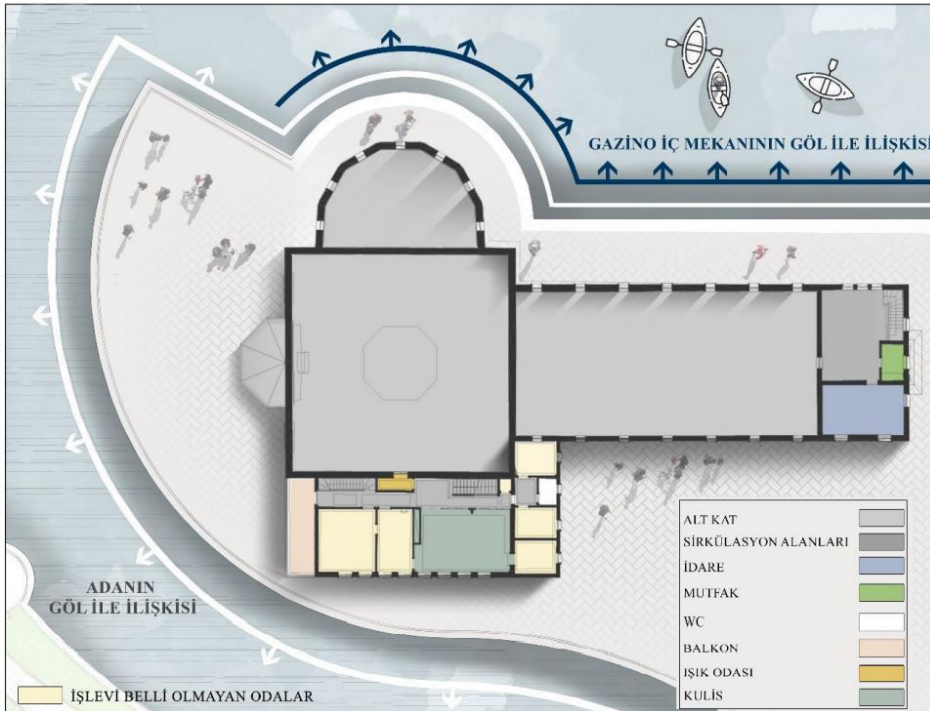 GAZİNO İÇ MEKANININ GÖL İLE İLİŞKİSİ
ADANIN
GÖL İLE İLİŞKİSİ
İŞLEVİ BELLİ OLMAYAN ODALAR
ALT KAT
SİRKÜLASYON ALANLARI
İDARE
MUTFAK
WC
BALKON
IŞIK ODASI
KULİS